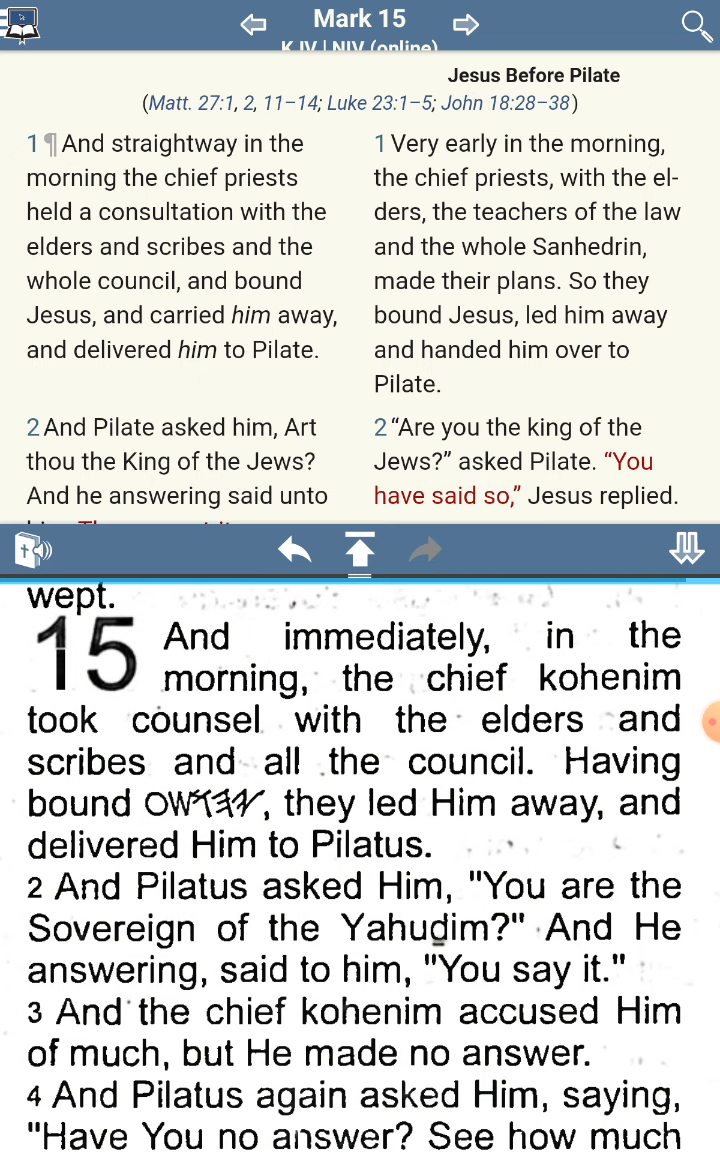 Mark 15
KJV | NIV (online)
Jesus Before Pilate
(Matt. 27:1, 2, 11–14; Luke 23:1–5; John 18:28–38)
1 ¶ And straightway in the
morning the chief priests
held a consultation with the
elders and scribes and the
whole council, and bound
Jesus, and carried him away,
and delivered him to Pilate.
2 And Pilate asked him, Art
thou the King of the Jews?
And he answering said unto
1 Very early in the morning,
the chief priests, with the el-
ders, the teachers of the law
and the whole Sanhedrin,
made their plans. So they
bound Jesus, led him away
and handed him over to
Pilate.
2 “Are you the king of the
Jews?” asked Pilate. “You
have said so,” Jesus replied.
wept.
15 And immediately, in the
morning, the chief kohenim
took counsel with the elders and
scribes and all the council. Having
bound 𐤉𐤄𐤅𐤔𐤏, they led Him away, and
delivered Him to Pilatus.
2 And Pilatus asked Him, "You are the
Sovereign of the Yahuḏim?" And He
answering, said to him, "You say it."
3 And the chief kohenim accused Him
of much, but He made no answer.
4 And Pilatus again asked Him, saying,
"Have You no answer? See how much